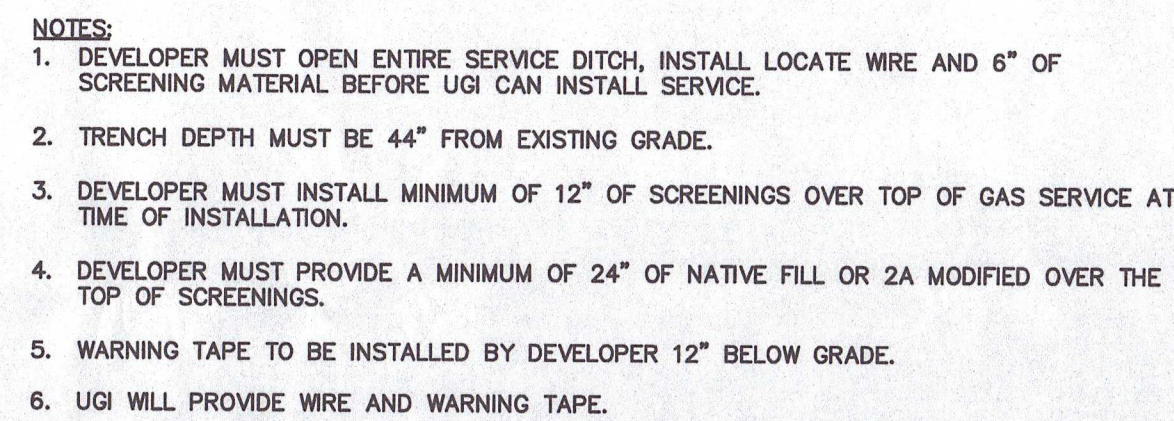 NOTES:
1. DEVELOPER MUST OPEN ENTIRE SERVICE DITCH, INSTALL LOCATE WIRE AND 6" OF
SCREENING MATERIAL BEFORE UGI CAN INSTALL SERVICE.
2. TRENCH DEPTH MUST BE 44" FROM EXISTING GRADE.
3. DEVELOPER MUST INSTALL MINIMUM OF 12" OF SCREENINGS OVER TOP OF GAS SERVICE AT
TIME OF INSTALLATION.
4. DEVELOPER MUST PROVIDE A MINIMUM OF 24" OF NATIVE FILL OR 2A MODIFIED OVER THE
TOP OF SCREENINGS.
5. WARNING TAPE TO BE INSTALLED BY DEVELOPER 12" BELOW GRADE.
6. UGI WILL PROVIDE WIRE AND WARNING TAPE.